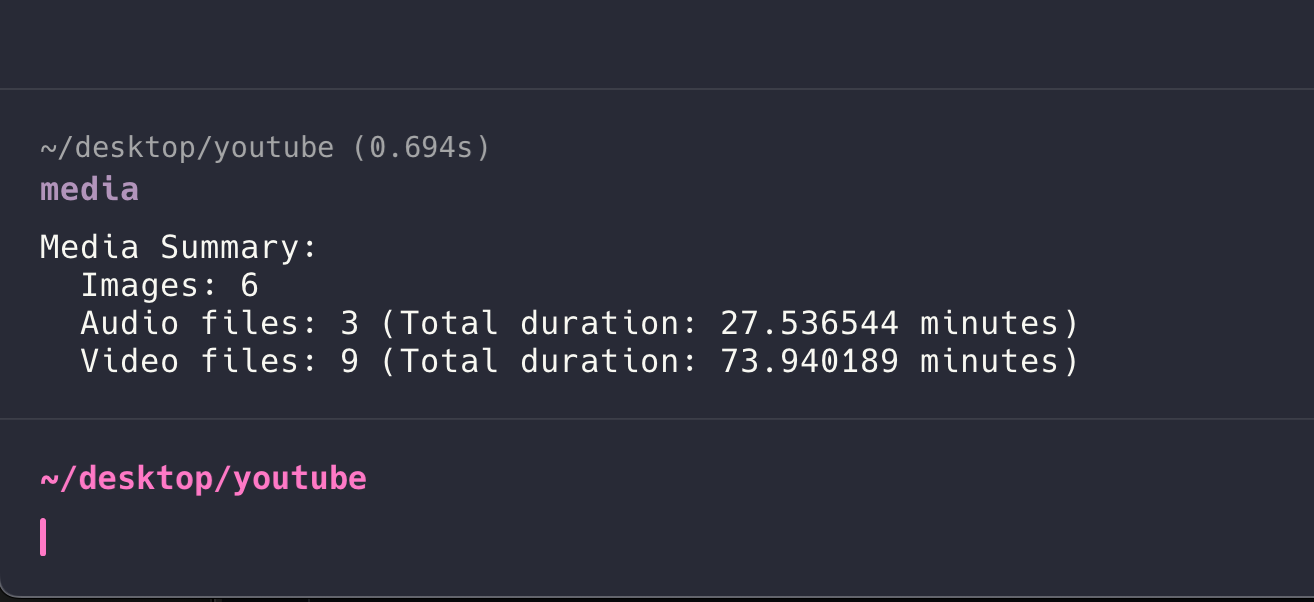 ~/desktop/youtube (0.694s)
media
Media Summary:
  Images: 6
  Audio files: 3 (Total duration: 27.536544 minutes)
  Video files: 9 (Total duration: 73.940189 minutes)
~/desktop/youtube